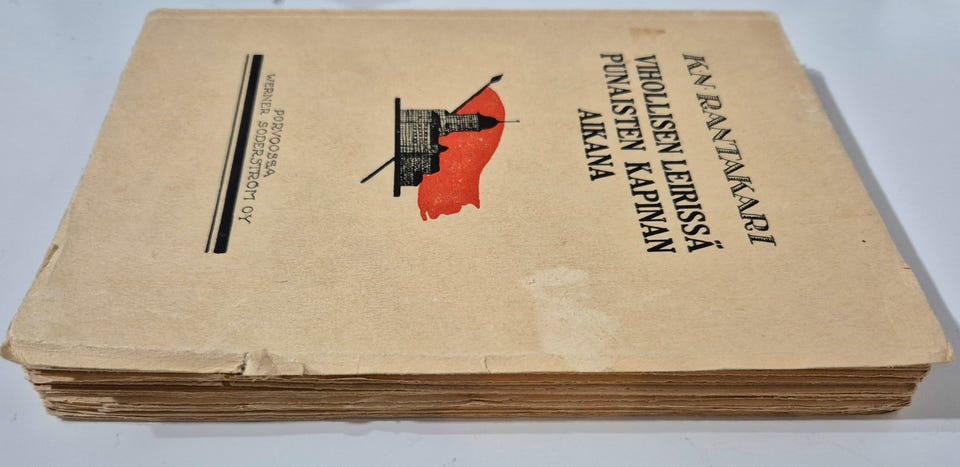 K.N. RANTAKARI
VIHOLLISEN LEIRISSÄ
PUNAISTEN KAPINAN
AIKANA
PORVOOSSA
WERNER SÖDERSTRÖM OY